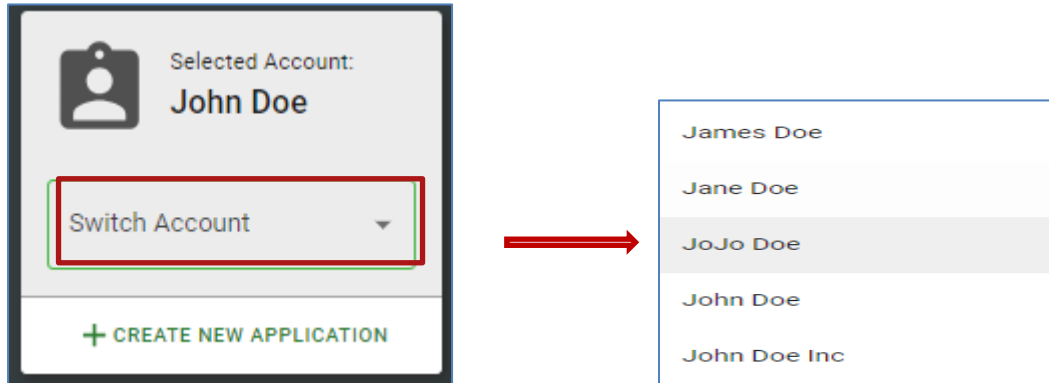 Selected Account:
John Doe
Switch Account
+ CREATE NEW APPLICATION
James Doe
Jane Doe
JoJo Doe
John Doe
John Doe Inc